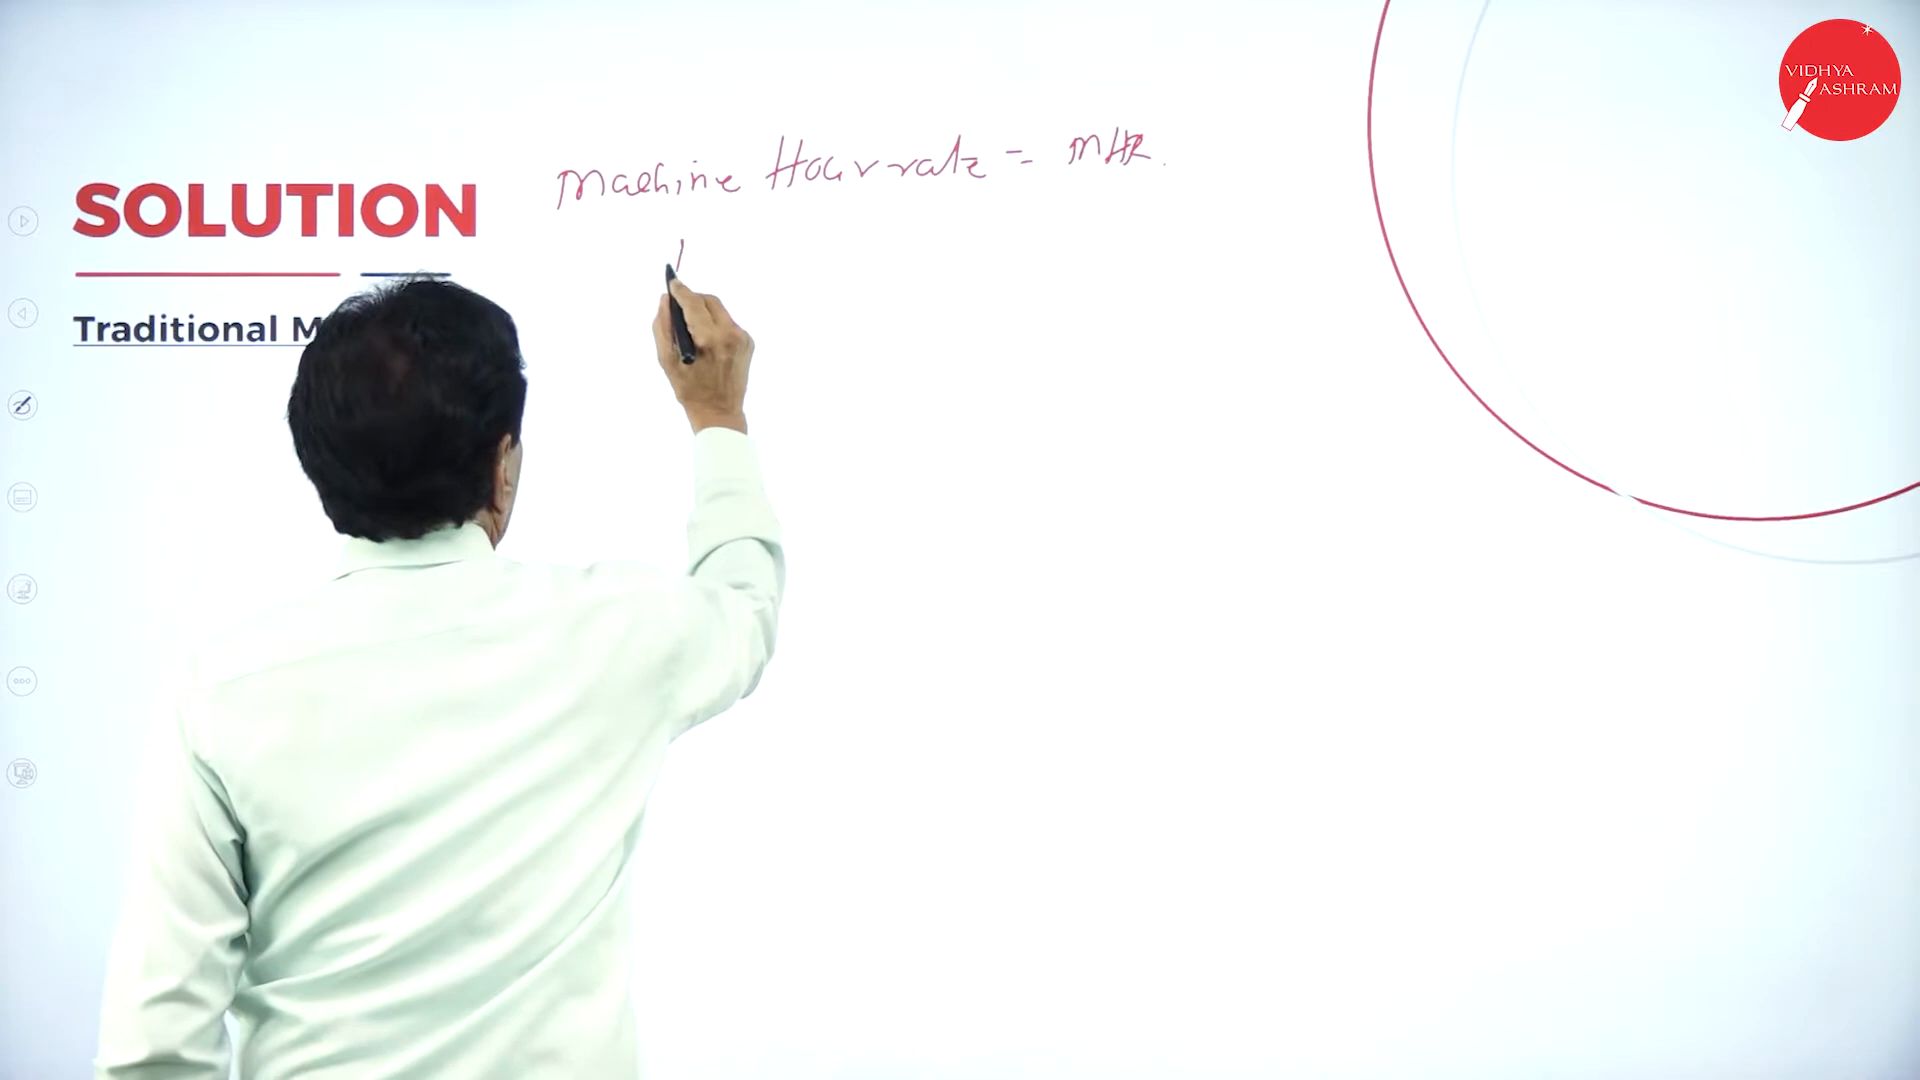 VIDHYA
ASHRAM
Machine Hour rate = MHR.
SOLUTION
Traditional